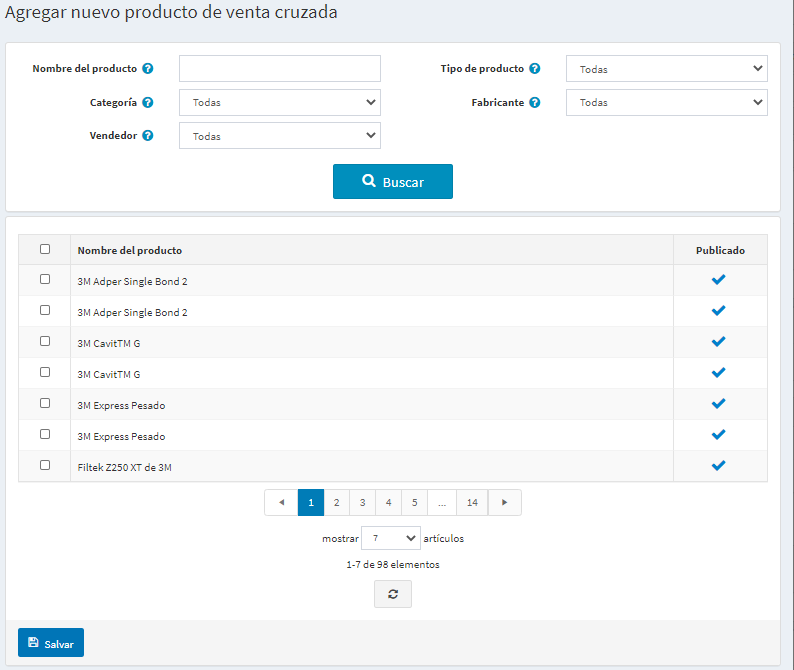 Agregar nuevo producto de venta cruzada
Nombre del producto ?
Tipo de producto ? Todas
Categoría ? Todas
Fabricante ? Todas
Vendedor ? Todas
Buscar
Nombre del producto Publicado
3M Adper Single Bond 2
3M Adper Single Bond 2
3M CavitTM G
3M CavitTM G
3M Express Pesado
3M Express Pesado
Filtek Z250 XT de 3M
1 2 3 4 5 ... 14
mostrar 7 artículos
1-7 de 98 elementos
Salvar